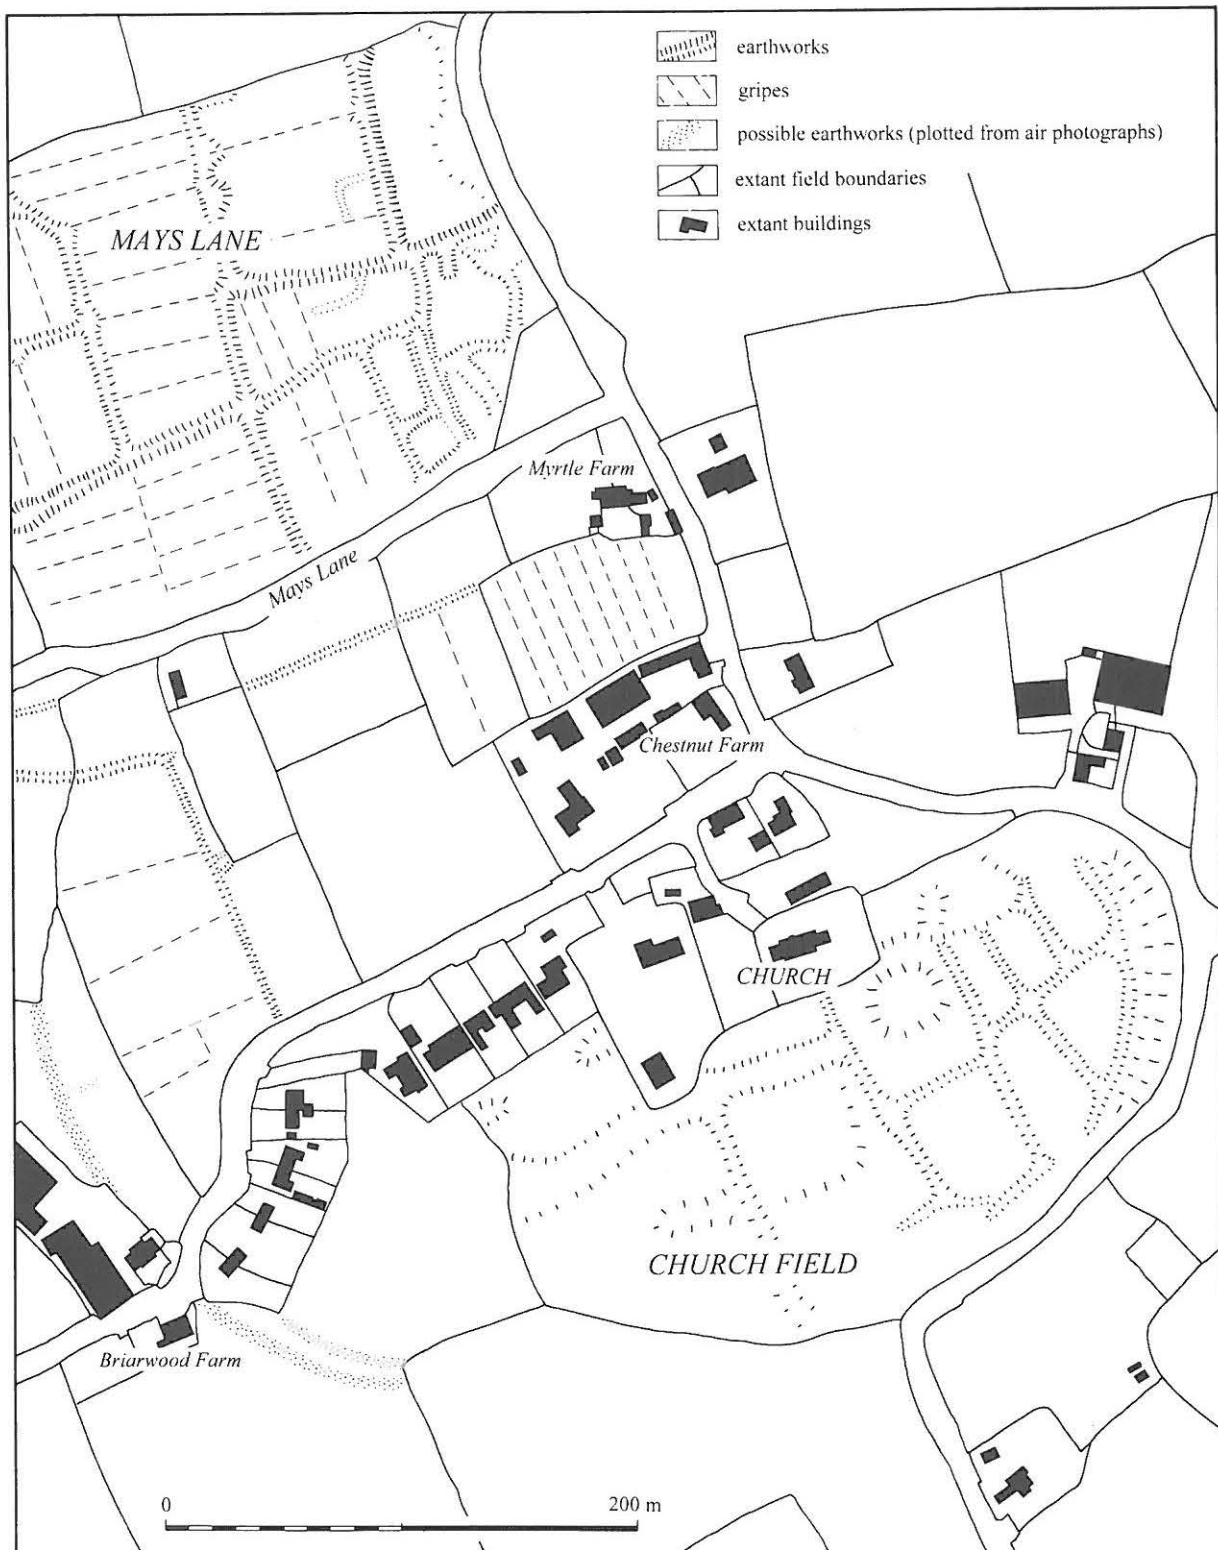 earthworks
gripes
possible earthworks (plotted from air photographs)
extant field boundaries
extant buildings
MAYS LANE
Myrtle Farm
Mays Lane
Chestnut Farm
CHURCH
CHURCH FIELD
Briarwood Farm
0 200 m